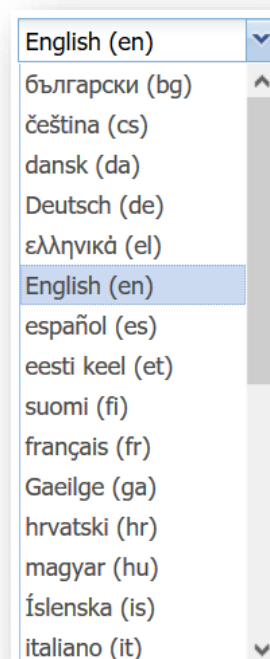 English (en)
български (bg)
čeština (cs)
dansk (da)
Deutsch (de)
ελληνικά (el)
English (en)
español (es)
eesti keel (et)
suomi (fi)
français (fr)
Gaeilge (ga)
hrvatski (hr)
magyar (hu)
Íslenska (is)
italiano (it)